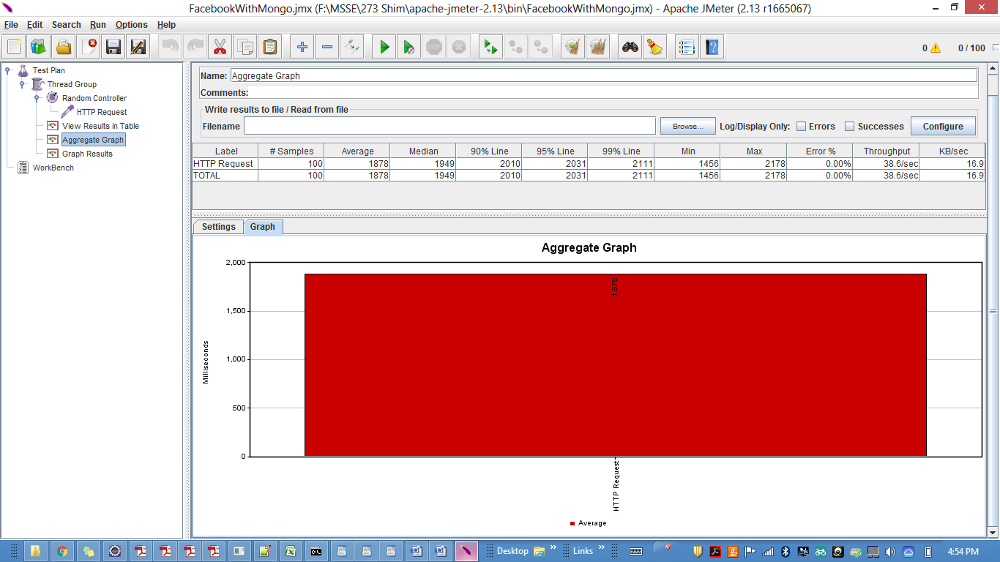 FacebookWithMongo.jmx (F:\MSSE\273 Shim\apache-jmeter-2.13\bin\FacebookWithMongo.jmx) - Apache JMeter (2.13 r1665067)
File Edit Search Run Options Help
0 0 / 100
Test Plan
Thread Group
Random Controller
HTTP Request
View Results in Table
Aggregate Graph
Graph Results
WorkBench
Name: Aggregate Graph
Comments:
Write results to file / Read from file
Filename Browse... Log/Display Only: Errors Successes Configure
Label # Samples Average Median 90% Line 95% Line 99% Line Min Max Error % Throughput KB/sec
HTTP Request 100 1878 1949 2010 2031 2111 1456 2178 0.00% 38.6/sec 16.9
TOTAL 100 1878 1949 2010 2031 2111 1456 2178 0.00% 38.6/sec 16.9
Settings Graph
Aggregate Graph
2,000
1,500
1,000
500
0
Milliseconds
1,878
HTTP Request
Average
Desktop » Links » 4:54 PM